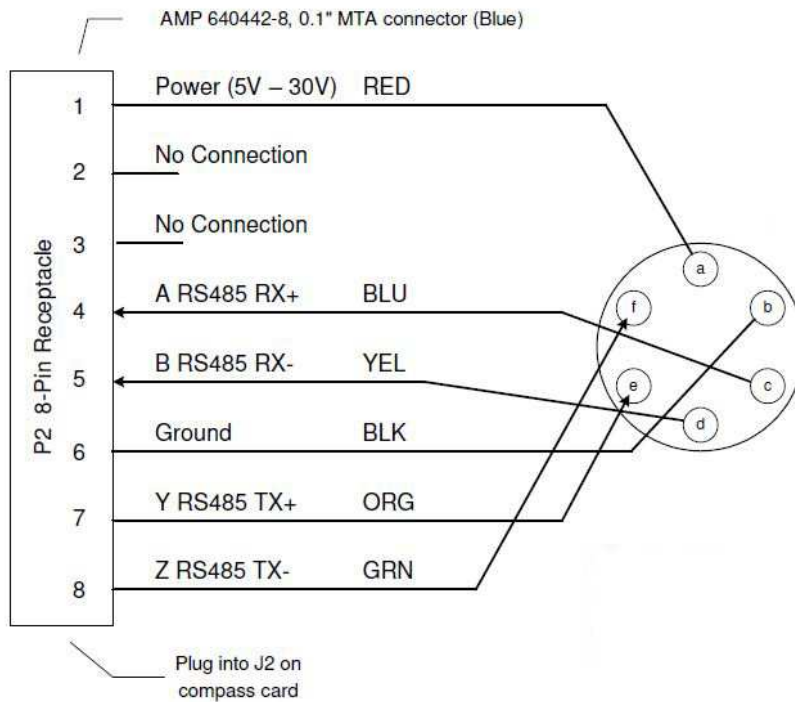 AMP 640442-8, 0.1" MTA connector (Blue)
P2 8-Pin Receptacle
1 Power (5V – 30V) RED
2 No Connection
3 No Connection
4 A RS485 RX+ BLU
5 B RS485 RX- YEL
6 Ground BLK
7 Y RS485 TX+ ORG
8 Z RS485 TX- GRN
a
b
c
d
e
f
Plug into J2 on
compass card